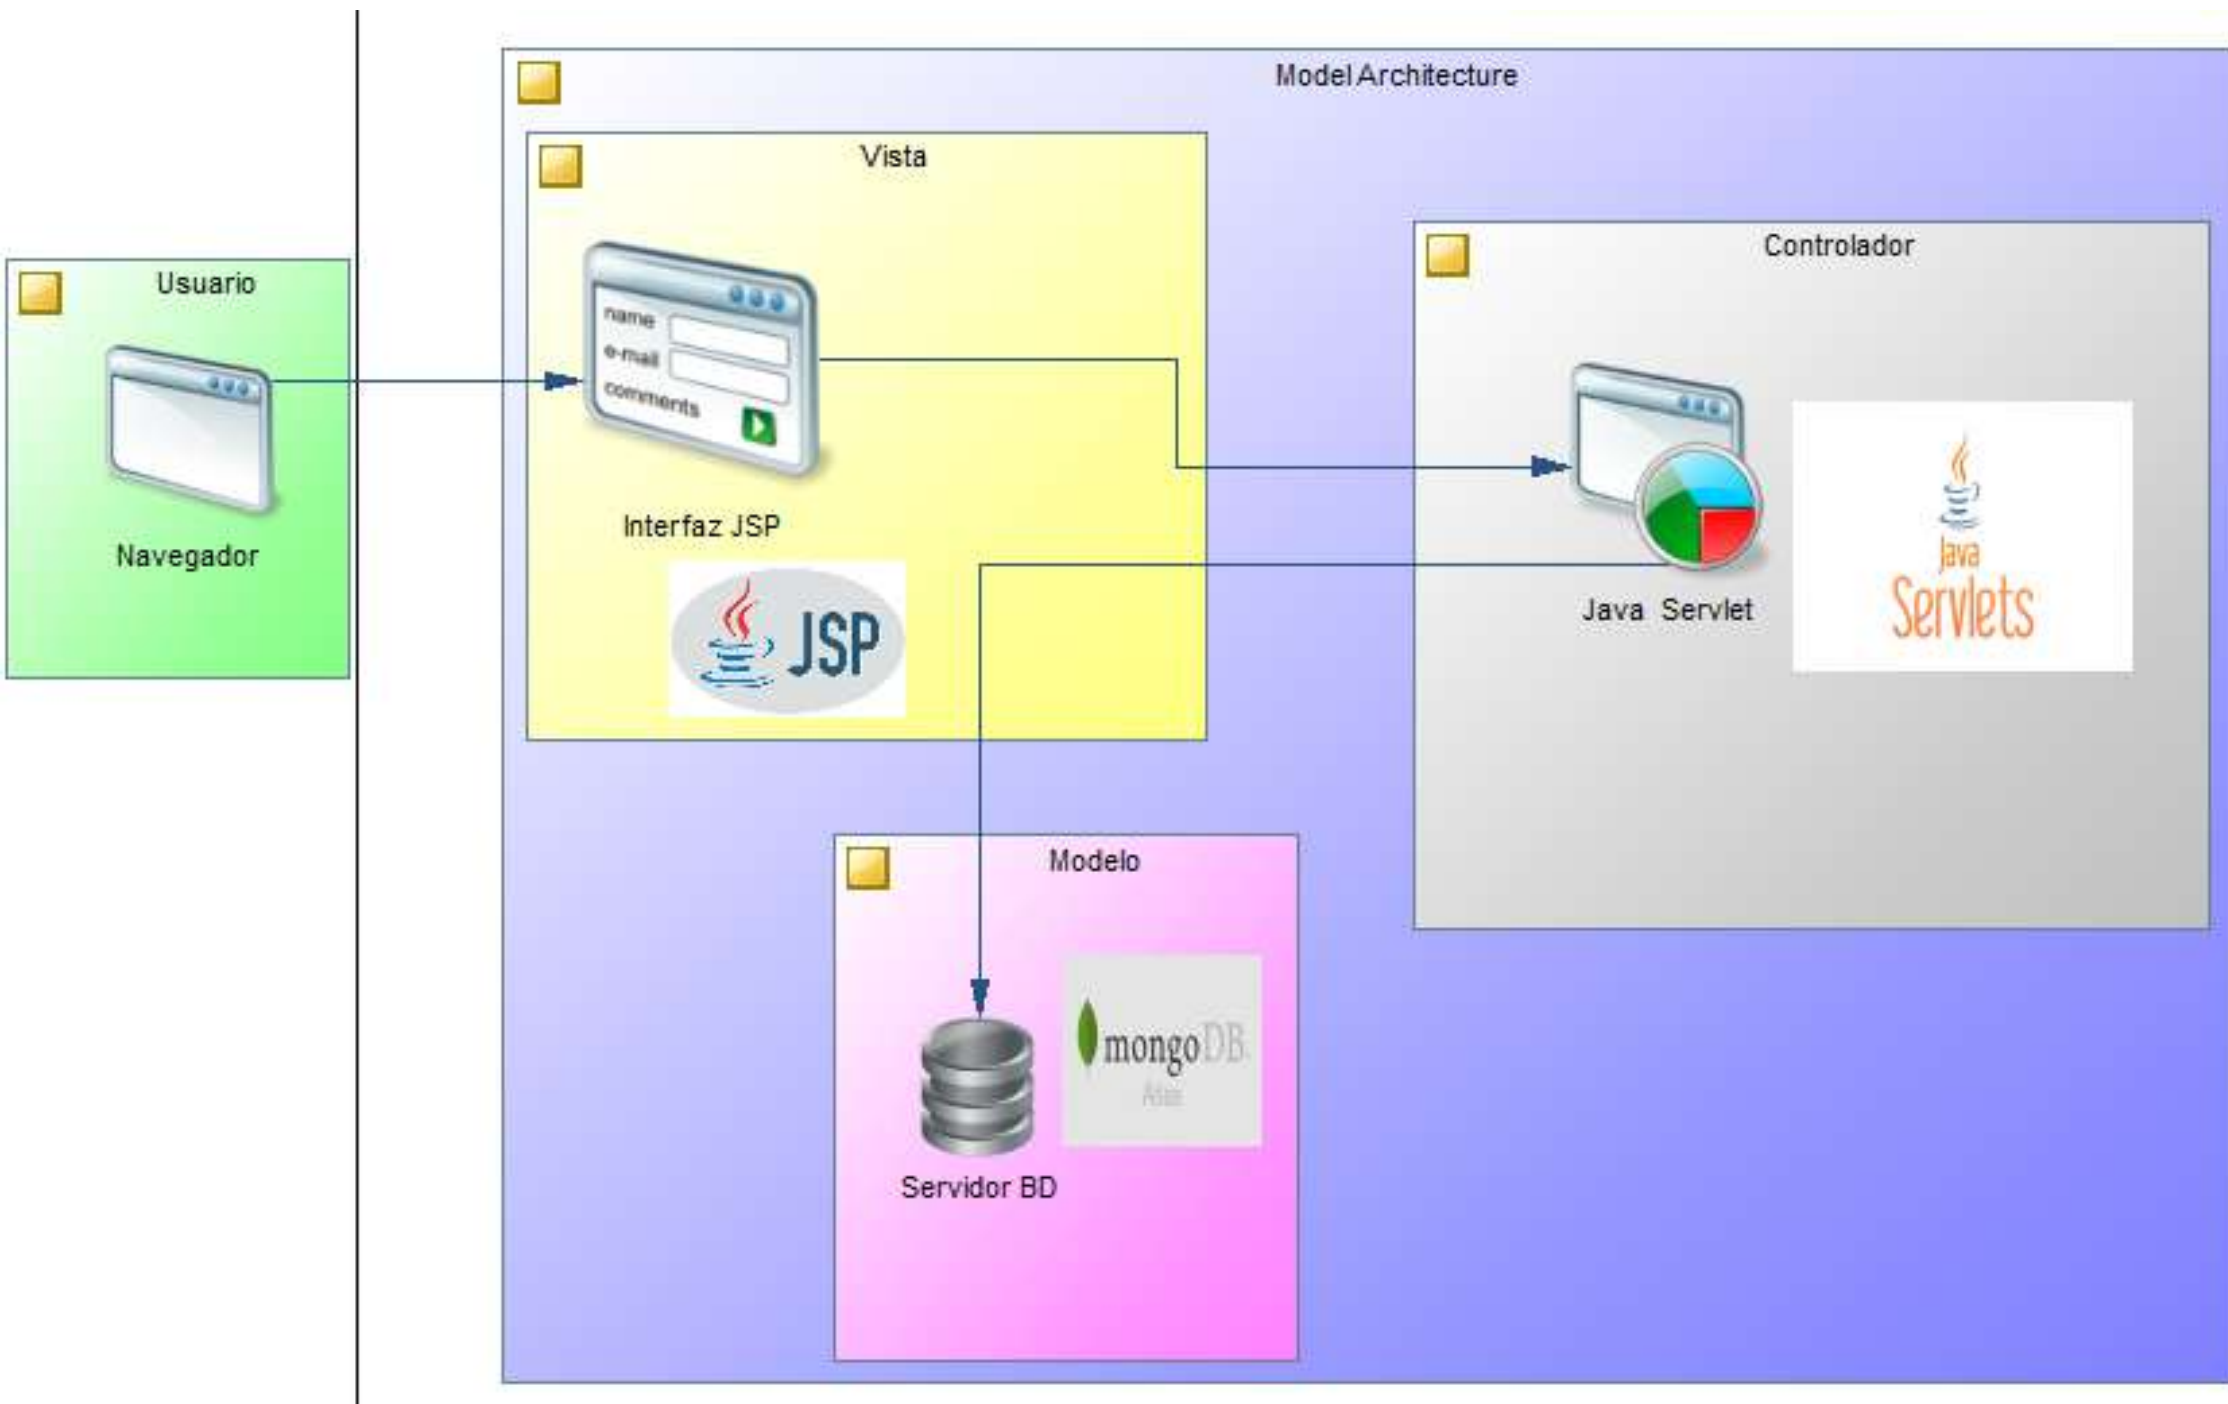 Model Architecture
Vista
Controlador
Usuario
name
e-mail
comments
Interfaz JSP
Navegador
JSP
Java
Servlets
Java Servlet
Modelo
mongoDB.
Atlas
Servidor BD